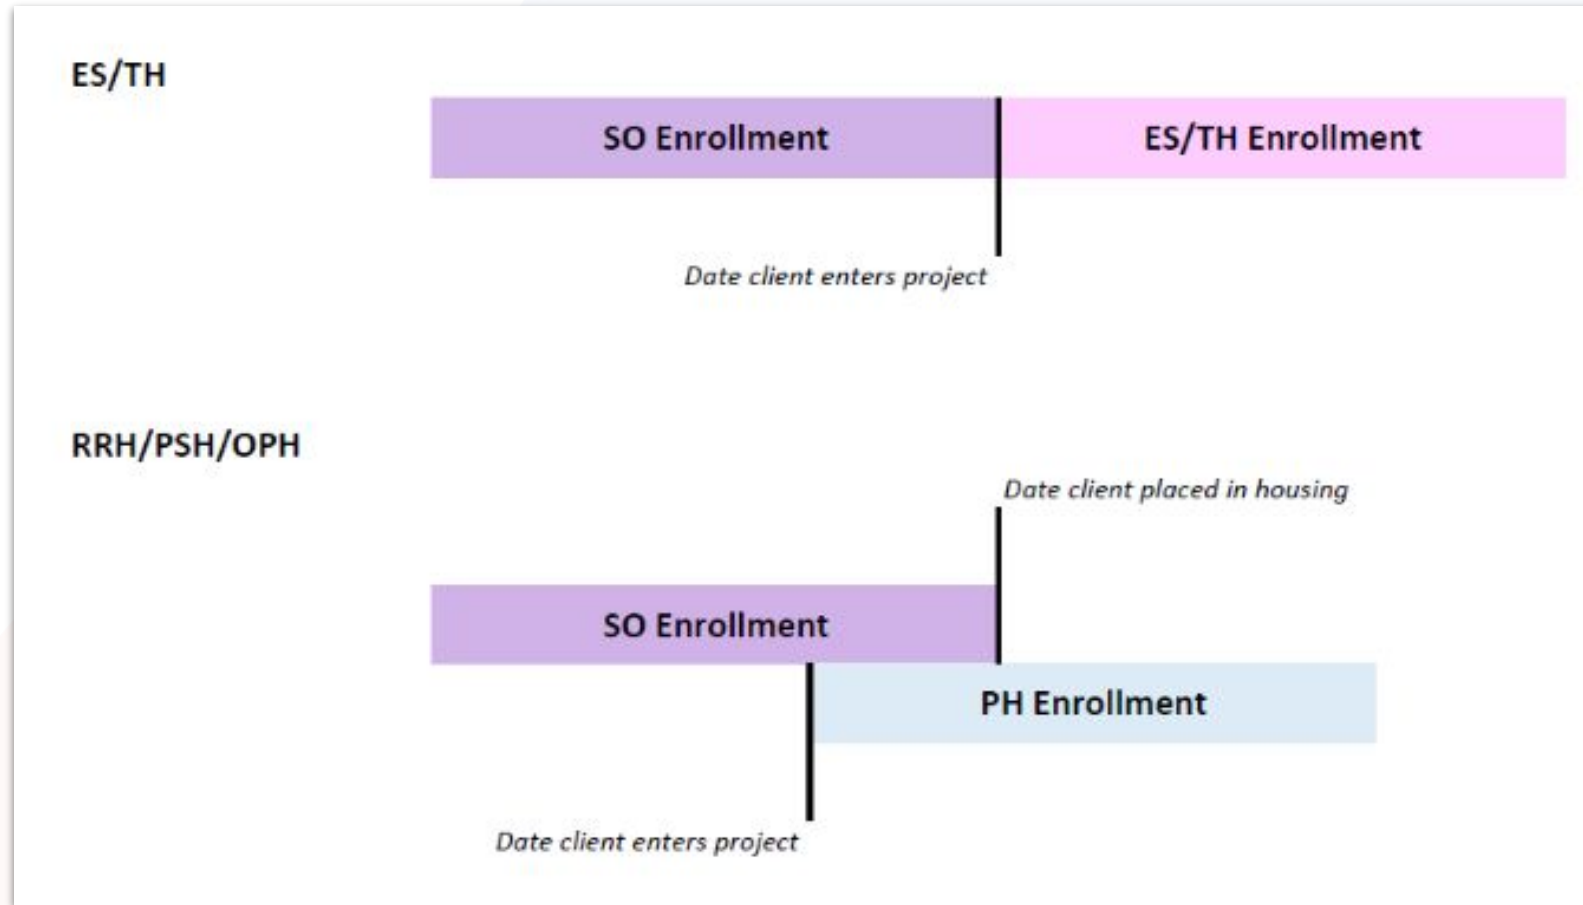 ES/TH
SO Enrollment
ES/TH Enrollment
Date client enters project
RRH/PSH/OPH
Date client placed in housing
SO Enrollment
PH Enrollment
Date client enters project